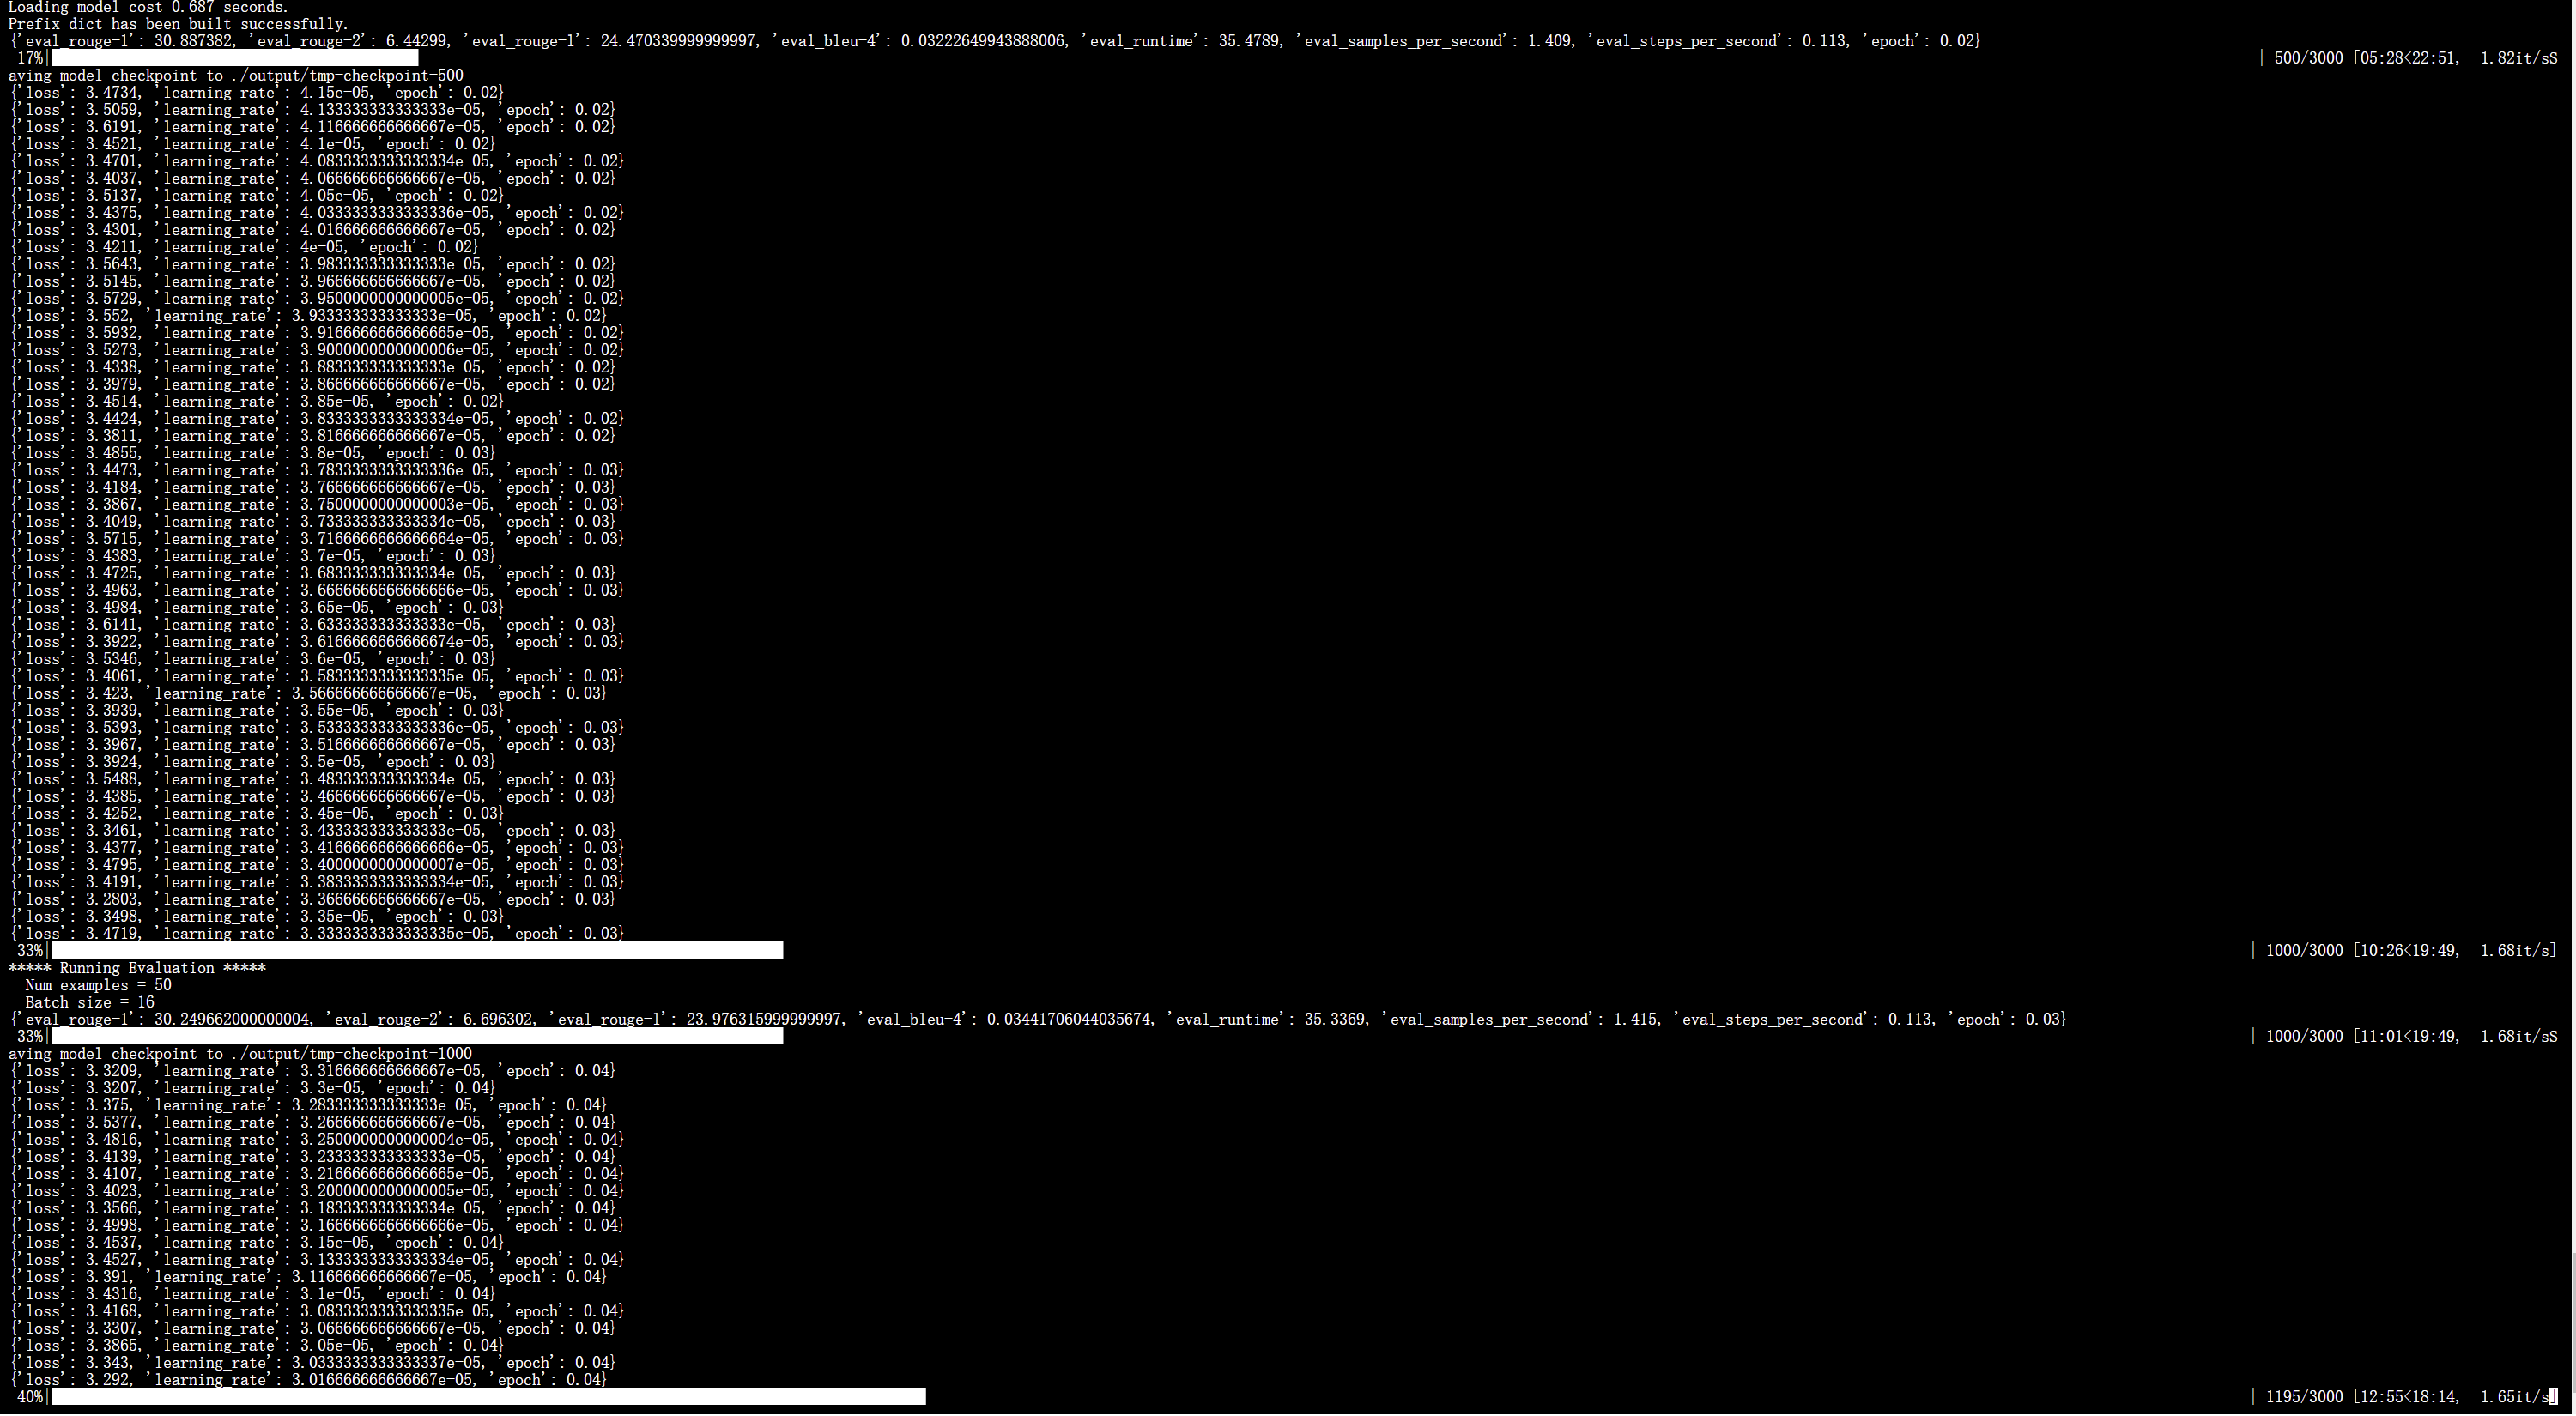 Loading model cost 0.687 seconds.
Prefix dict has been built successfully.
{'eval_rouge-1': 30.887382, 'eval_rouge-2': 6.44299, 'eval_rouge-l': 24.470339999999997, 'eval_bleu-4': 0.03222649943888006, 'eval_runtime': 35.4789, 'eval_samples_per_second': 1.409, 'eval_steps_per_second': 0.113, 'epoch': 0.02}
17%| | 500/3000 [05:28<22:51, 1.82it/sS
aving model checkpoint to ./output/tmp-checkpoint-500
{'loss': 3.4734, 'learning_rate': 4.15e-05, 'epoch': 0.02}
{'loss': 3.5059, 'learning_rate': 4.133333333333333e-05, 'epoch': 0.02}
{'loss': 3.6191, 'learning_rate': 4.116666666666667e-05, 'epoch': 0.02}
{'loss': 3.4521, 'learning_rate': 4.1e-05, 'epoch': 0.02}
{'loss': 3.4701, 'learning_rate': 4.0833333333333334e-05, 'epoch': 0.02}
{'loss': 3.4037, 'learning_rate': 4.066666666666667e-05, 'epoch': 0.02}
{'loss': 3.5137, 'learning_rate': 4.05e-05, 'epoch': 0.02}
{'loss': 3.4375, 'learning_rate': 4.0333333333333336e-05, 'epoch': 0.02}
{'loss': 3.4301, 'learning_rate': 4.016666666666667e-05, 'epoch': 0.02}
{'loss': 3.4211, 'learning_rate': 4e-05, 'epoch': 0.02}
{'loss': 3.5643, 'learning_rate': 3.983333333333333e-05, 'epoch': 0.02}
{'loss': 3.5145, 'learning_rate': 3.966666666666667e-05, 'epoch': 0.02}
{'loss': 3.5729, 'learning_rate': 3.9500000000000005e-05, 'epoch': 0.02}
{'loss': 3.552, 'learning_rate': 3.933333333333333e-05, 'epoch': 0.02}
{'loss': 3.5932, 'learning_rate': 3.9166666666666665e-05, 'epoch': 0.02}
{'loss': 3.5273, 'learning_rate': 3.9000000000000006e-05, 'epoch': 0.02}
{'loss': 3.4338, 'learning_rate': 3.883333333333333e-05, 'epoch': 0.02}
{'loss': 3.3979, 'learning_rate': 3.866666666666667e-05, 'epoch': 0.02}
{'loss': 3.4514, 'learning_rate': 3.85e-05, 'epoch': 0.02}
{'loss': 3.4424, 'learning_rate': 3.8333333333333334e-05, 'epoch': 0.02}
{'loss': 3.3811, 'learning_rate': 3.816666666666667e-05, 'epoch': 0.02}
{'loss': 3.4855, 'learning_rate': 3.8e-05, 'epoch': 0.03}
{'loss': 3.4473, 'learning_rate': 3.7833333333333336e-05, 'epoch': 0.03}
{'loss': 3.4184, 'learning_rate': 3.766666666666667e-05, 'epoch': 0.03}
{'loss': 3.3867, 'learning_rate': 3.7500000000000003e-05, 'epoch': 0.03}
{'loss': 3.4049, 'learning_rate': 3.733333333333334e-05, 'epoch': 0.03}
{'loss': 3.5715, 'learning_rate': 3.7166666666666664e-05, 'epoch': 0.03}
{'loss': 3.4383, 'learning_rate': 3.7e-05, 'epoch': 0.03}
{'loss': 3.4725, 'learning_rate': 3.683333333333334e-05, 'epoch': 0.03}
{'loss': 3.4963, 'learning_rate': 3.6666666666666666e-05, 'epoch': 0.03}
{'loss': 3.4984, 'learning_rate': 3.65e-05, 'epoch': 0.03}
{'loss': 3.6141, 'learning_rate': 3.633333333333333e-05, 'epoch': 0.03}
{'loss': 3.3922, 'learning_rate': 3.6166666666666674e-05, 'epoch': 0.03}
{'loss': 3.5346, 'learning_rate': 3.6e-05, 'epoch': 0.03}
{'loss': 3.4061, 'learning_rate': 3.5833333333333335e-05, 'epoch': 0.03}
{'loss': 3.423, 'learning_rate': 3.566666666666667e-05, 'epoch': 0.03}
{'loss': 3.3939, 'learning_rate': 3.55e-05, 'epoch': 0.03}
{'loss': 3.5393, 'learning_rate': 3.5333333333333336e-05, 'epoch': 0.03}
{'loss': 3.3967, 'learning_rate': 3.516666666666667e-05, 'epoch': 0.03}
{'loss': 3.3924, 'learning_rate': 3.5e-05, 'epoch': 0.03}
{'loss': 3.5488, 'learning_rate': 3.483333333333334e-05, 'epoch': 0.03}
{'loss': 3.4385, 'learning_rate': 3.466666666666667e-05, 'epoch': 0.03}
{'loss': 3.4252, 'learning_rate': 3.45e-05, 'epoch': 0.03}
{'loss': 3.3461, 'learning_rate': 3.433333333333333e-05, 'epoch': 0.03}
{'loss': 3.4377, 'learning_rate': 3.4166666666666666e-05, 'epoch': 0.03}
{'loss': 3.4795, 'learning_rate': 3.4000000000000007e-05, 'epoch': 0.03}
{'loss': 3.4191, 'learning_rate': 3.3833333333333334e-05, 'epoch': 0.03}
{'loss': 3.2803, 'learning_rate': 3.366666666666667e-05, 'epoch': 0.03}
{'loss': 3.3498, 'learning_rate': 3.35e-05, 'epoch': 0.03}
{'loss': 3.4719, 'learning_rate': 3.3333333333333335e-05, 'epoch': 0.03}
33%| | 1000/3000 [10:26<19:49, 1.68it/s]
***** Running Evaluation *****
Num examples = 50
Batch size = 16
{'eval_rouge-1': 30.249662000000004, 'eval_rouge-2': 6.696302, 'eval_rouge-l': 23.976315999999997, 'eval_bleu-4': 0.03441706044035674, 'eval_runtime': 35.3369, 'eval_samples_per_second': 1.415, 'eval_steps_per_second': 0.113, 'epoch': 0.03}
33%| | 1000/3000 [11:01<19:49, 1.68it/sS
aving model checkpoint to ./output/tmp-checkpoint-1000
{'loss': 3.3209, 'learning_rate': 3.316666666666667e-05, 'epoch': 0.04}
{'loss': 3.3207, 'learning_rate': 3.3e-05, 'epoch': 0.04}
{'loss': 3.375, 'learning_rate': 3.283333333333333e-05, 'epoch': 0.04}
{'loss': 3.5377, 'learning_rate': 3.266666666666667e-05, 'epoch': 0.04}
{'loss': 3.4816, 'learning_rate': 3.2500000000000004e-05, 'epoch': 0.04}
{'loss': 3.4139, 'learning_rate': 3.233333333333333e-05, 'epoch': 0.04}
{'loss': 3.4107, 'learning_rate': 3.2166666666666665e-05, 'epoch': 0.04}
{'loss': 3.4023, 'learning_rate': 3.2000000000000005e-05, 'epoch': 0.04}
{'loss': 3.3566, 'learning_rate': 3.183333333333334e-05, 'epoch': 0.04}
{'loss': 3.4998, 'learning_rate': 3.1666666666666666e-05, 'epoch': 0.04}
{'loss': 3.4537, 'learning_rate': 3.15e-05, 'epoch': 0.04}
{'loss': 3.4527, 'learning_rate': 3.1333333333333334e-05, 'epoch': 0.04}
{'loss': 3.391, 'learning_rate': 3.116666666666667e-05, 'epoch': 0.04}
{'loss': 3.4316, 'learning_rate': 3.1e-05, 'epoch': 0.04}
{'loss': 3.4168, 'learning_rate': 3.0833333333333335e-05, 'epoch': 0.04}
{'loss': 3.3307, 'learning_rate': 3.066666666666667e-05, 'epoch': 0.04}
{'loss': 3.3865, 'learning_rate': 3.05e-05, 'epoch': 0.04}
{'loss': 3.343, 'learning_rate': 3.0333333333333337e-05, 'epoch': 0.04}
{'loss': 3.292, 'learning_rate': 3.016666666666667e-05, 'epoch': 0.04}
40%| | 1195/3000 [12:55<18:14, 1.65it/s]